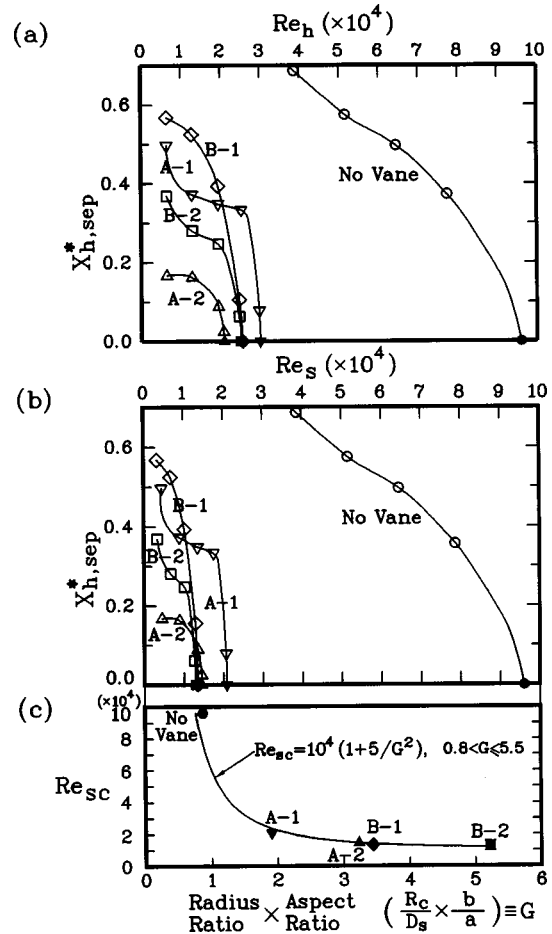 (a)
Re_h (×10^4)
0 1 2 3 4 5 6 7 8 9 10
X*_h,sep
0.6
0.4
0.2
0.0
B-1
A-1
B-2
A-2
No Vane
(b)
Re_s (×10^4)
0 1 2 3 4 5 6 7 8 9 10
X*_h,sep
0.6
0.4
0.2
0.0
B-1
B-2
A-2
A-1
No Vane
(c)
(×10^4)
10
8
6
4
2
0
Re_sc
No Vane
Re_sc=10^4 (1+5/G^2), 0.8<G⩽5.5
A-1
A-2
B-1
B-2
0 1 2 3 4 5 6
Radius Ratio × Aspect Ratio (R_c/D_s × b/a)≡G